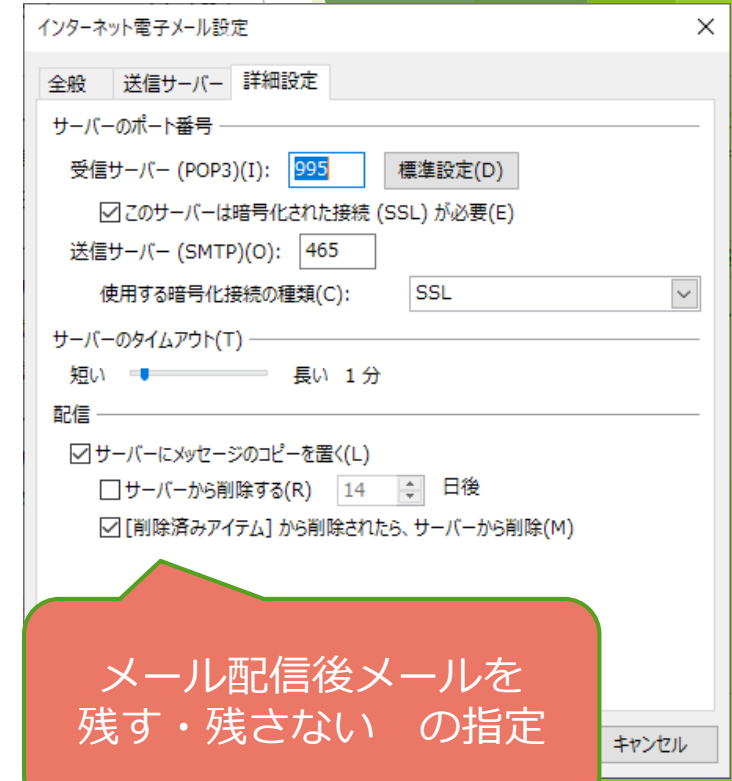 インターネット電子メール設定
全般 送信サーバー 詳細設定
サーバーのポート番号
受信サーバー (POP3)(I): 995 標準設定(D)
このサーバーは暗号化された接続 (SSL) が必要(E)
送信サーバー (SMTP)(O): 465
使用する暗号化接続の種類(C): SSL
サーバーのタイムアウト(T)
短い 長い 1 分
配信
サーバーにメッセージのコピーを置く(L)
サーバーから削除する(R) 14 日後
[削除済みアイテム] から削除されたら、サーバーから削除(M)
メール配信後メールを
残す・残さない の指定
キャンセル